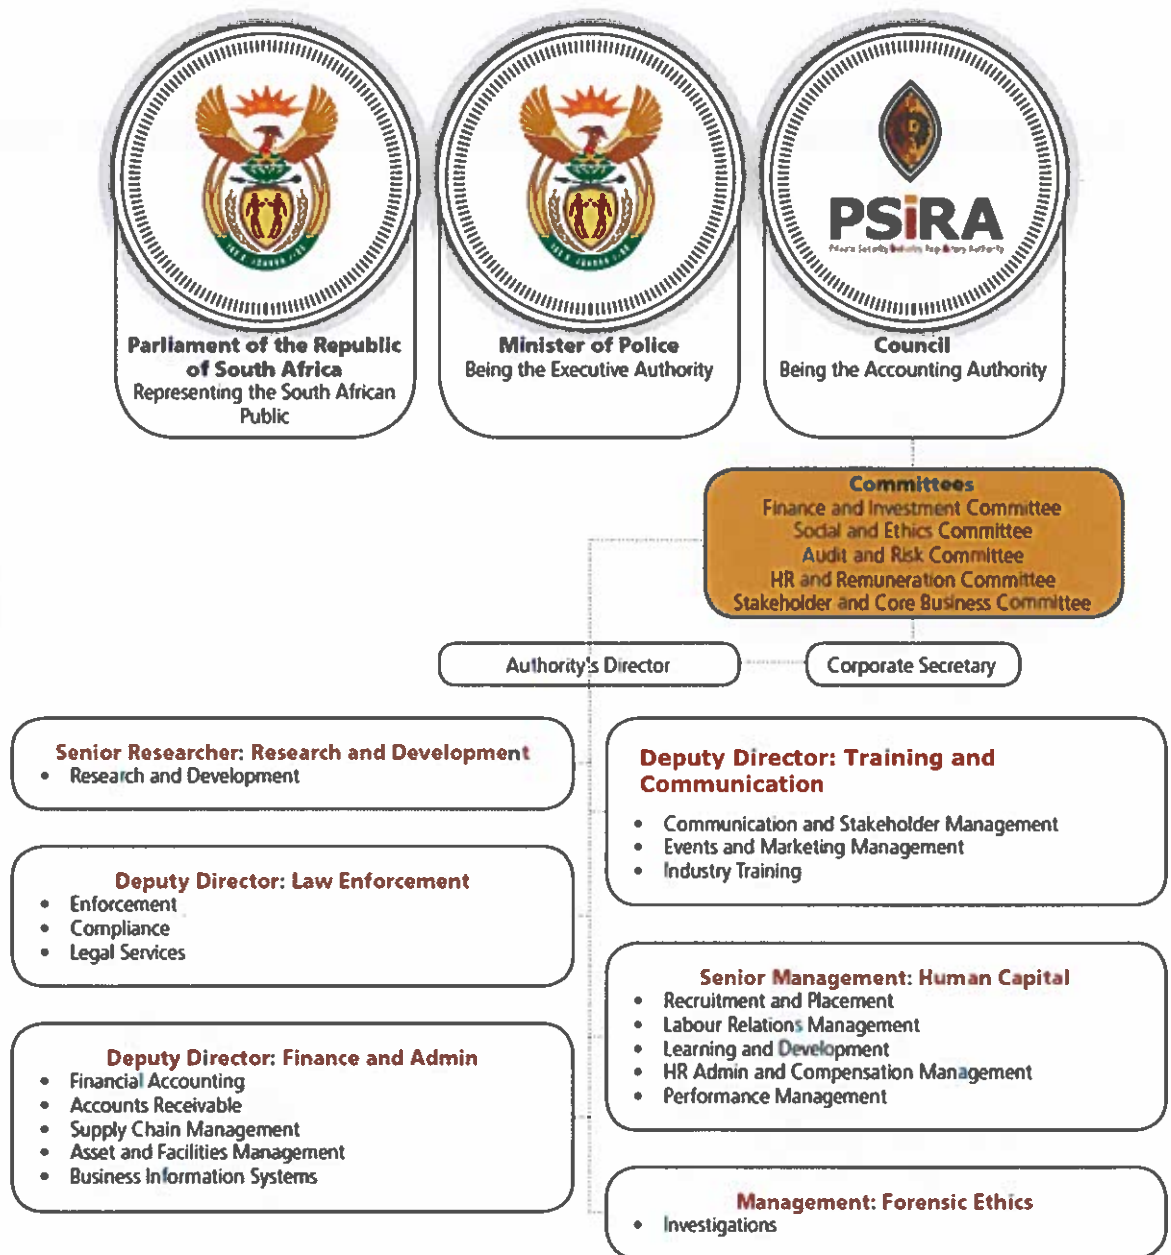 PSiRA
Private Security Industry Regulatory Authority
Parliament of the Republic
of South Africa
Representing the South African
Public
Minister of Police
Being the Executive Authority
Council
Being the Accounting Authority
Committees
Finance and Investment Committee
Social and Ethics Committee
Audit and Risk Committee
HR and Remuneration Committee
Stakeholder and Core Business Committee
Authority's Director
Corporate Secretary
Senior Researcher: Research and Development
• Research and Development
Deputy Director: Law Enforcement
• Enforcement
• Compliance
• Legal Services
Deputy Director: Finance and Admin
• Financial Accounting
• Accounts Receivable
• Supply Chain Management
• Asset and Facilities Management
• Business Information Systems
Deputy Director: Training and
Communication
• Communication and Stakeholder Management
• Events and Marketing Management
• Industry Training
Senior Management: Human Capital
• Recruitment and Placement
• Labour Relations Management
• Learning and Development
• HR Admin and Compensation Management
• Performance Management
Management: Forensic Ethics
• Investigations